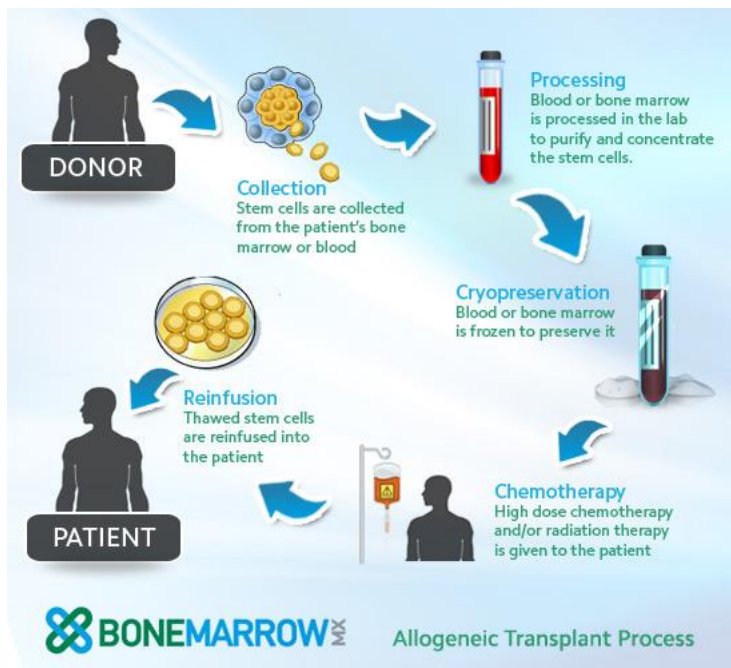 DONOR
Collection
Stem cells are collected
from the patient's bone
marrow or blood
Processing
Blood or bone marrow
is processed in the lab
to purify and concentrate
the stem cells.
Cryopreservation
Blood or bone marrow
is frozen to preserve it
Chemotherapy
High dose chemotherapy
and/or radiation therapy
is given to the patient
Reinfusion
Thawed stem cells
are reinfused into
the patient
PATIENT
BONEMARROW MX
Allogeneic Transplant Process